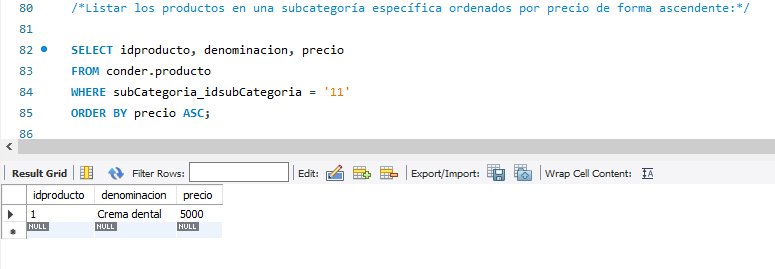 80 /*Listar los productos en una subcategoría específica ordenados por precio de forma ascendente:*/
81
82 SELECT idproducto, denominacion, precio
83 FROM conder.producto
84 WHERE subCategoria_idsubCategoria = '11'
85 ORDER BY precio ASC;
86
Result Grid Filter Rows: Edit: Export/Import: Wrap Cell Content:
idproducto denominacion precio
1 Crema dental 5000
NULL NULL NULL